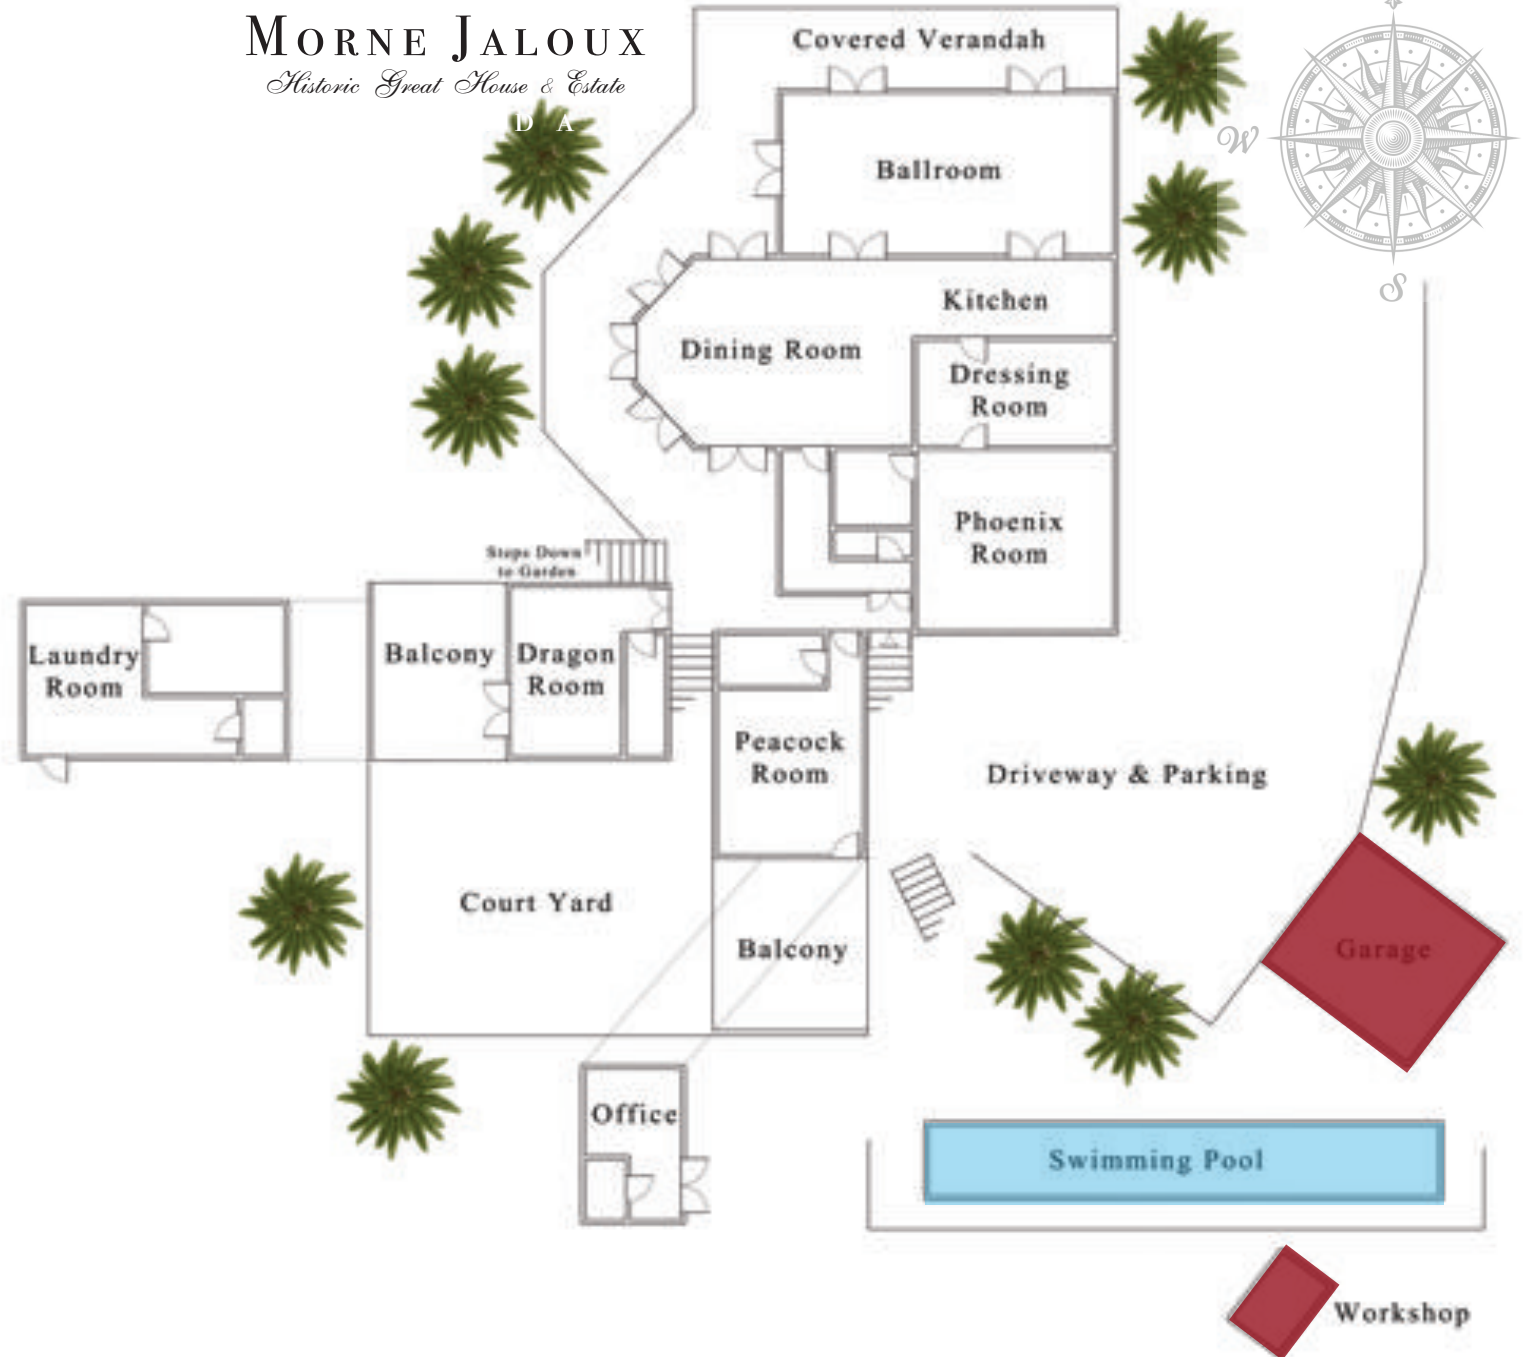 MORNE JALOUX
Historic Great House & Estate
D A
Covered Verandah
W
Ballroom
S
Kitchen
Dining Room
Dressing
Room
Phoenix
Room
Steps Down
to Garden
Laundry
Room
Balcony
Dragon
Room
Peacock
Room
Driveway & Parking
Court Yard
Balcony
Garage
Office
Swimming Pool
Workshop